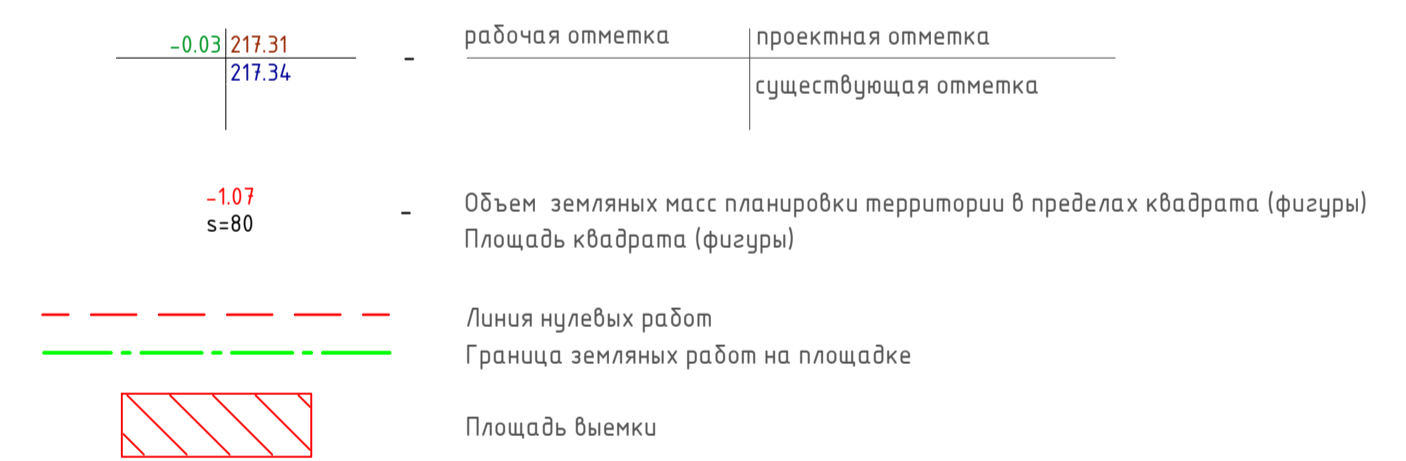 -0.03 217.31 - рабочая отметка проектная отметка
217.34 существующая отметка
-1.07 - Объем земляных масс планировки территории в пределах квадрата (фигуры)
s=80 Площадь квадрата (фигуры)
Линия нулевых работ
Граница земляных работ на площадке
Площадь выемки